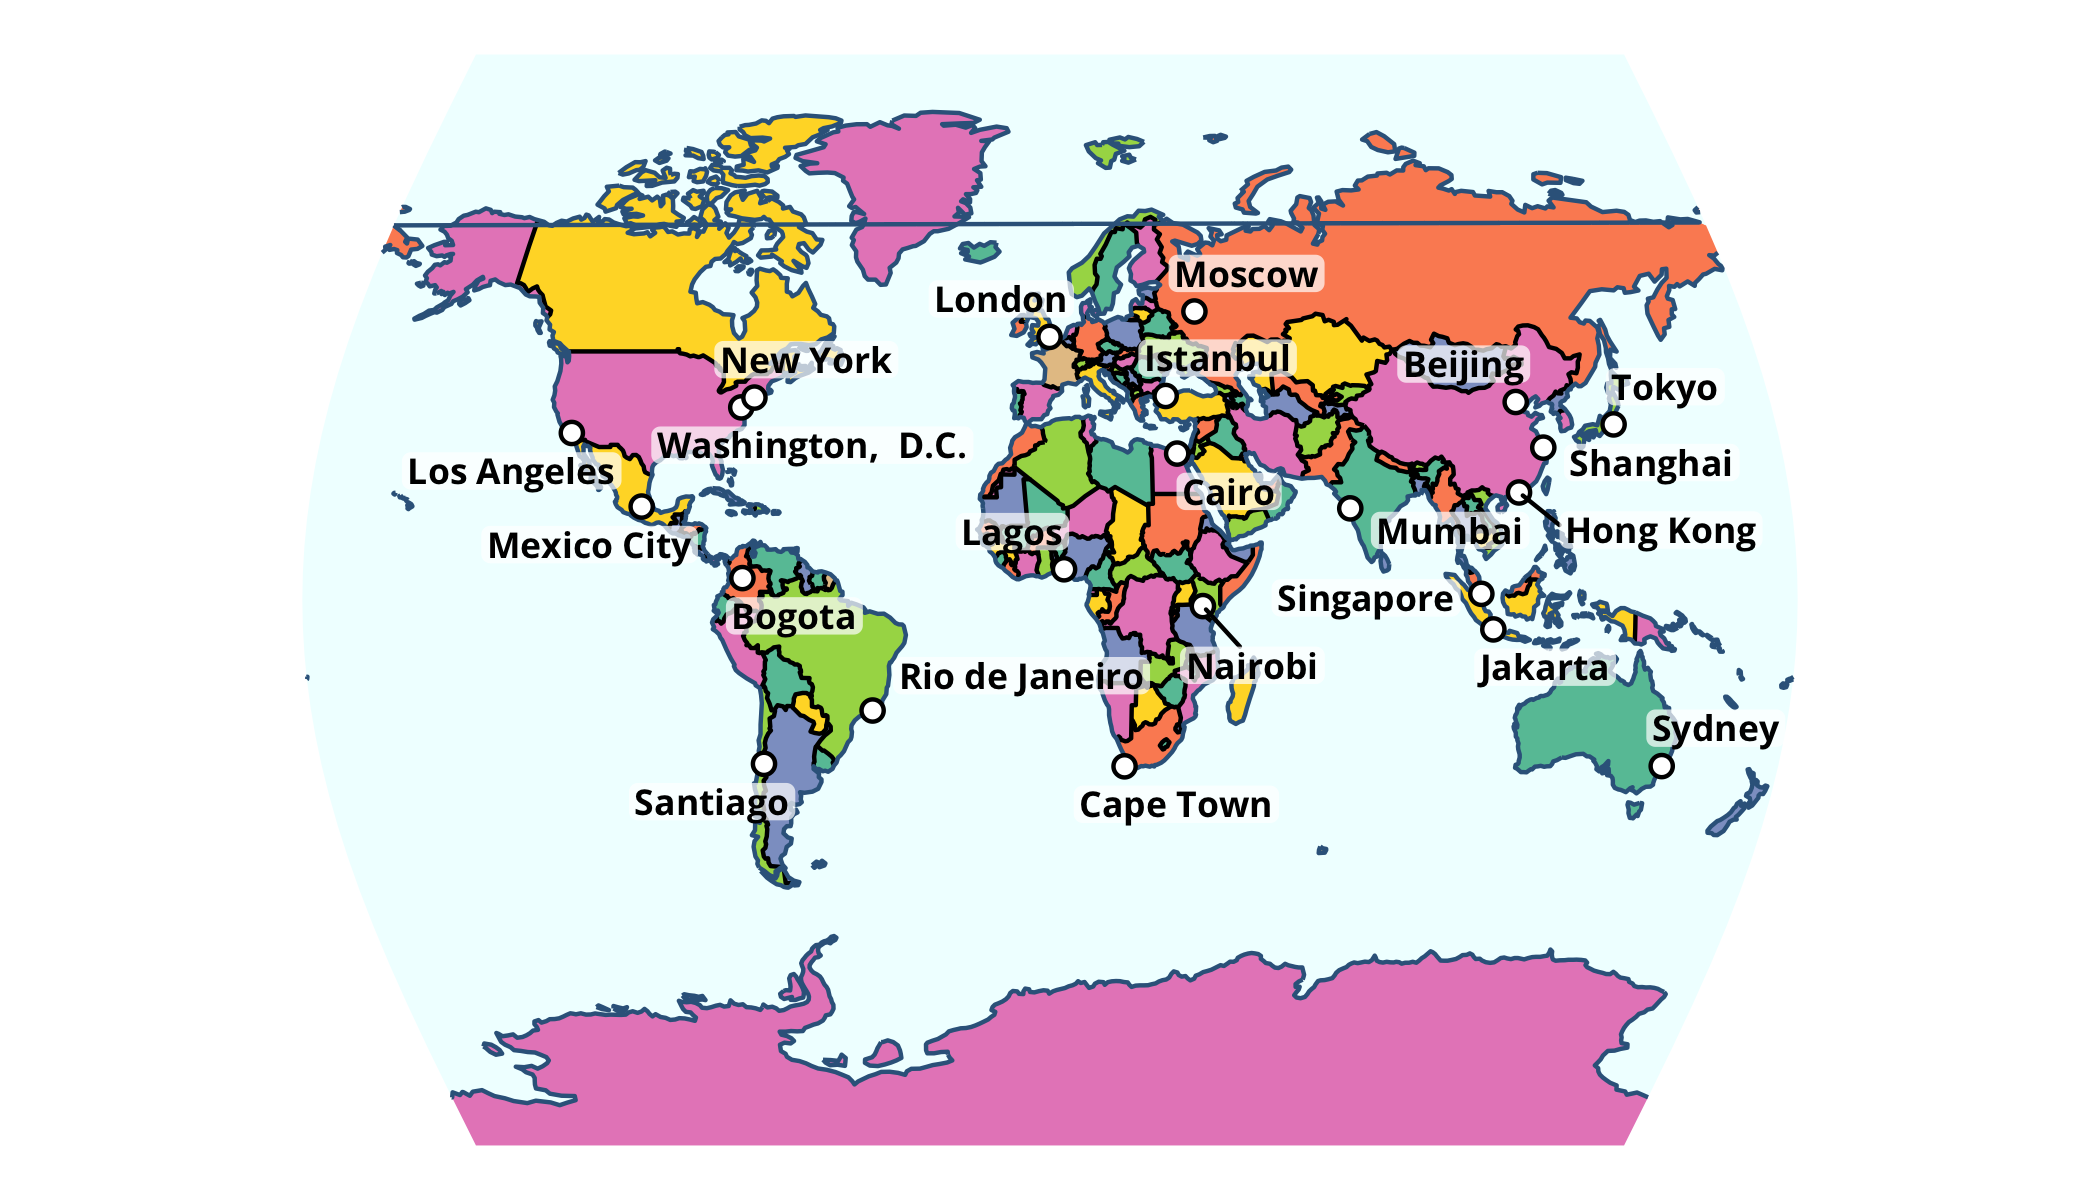 Moscow
London
New York
Istanbul
Beijing
Tokyo
Washington,  D.C.
Los Angeles
Shanghai
Cairo
Lagos
Mumbai
Hong Kong
Mexico City
Singapore
Bogota
Rio de Janeiro
Nairobi
Jakarta
Sydney
Santiago
Cape Town